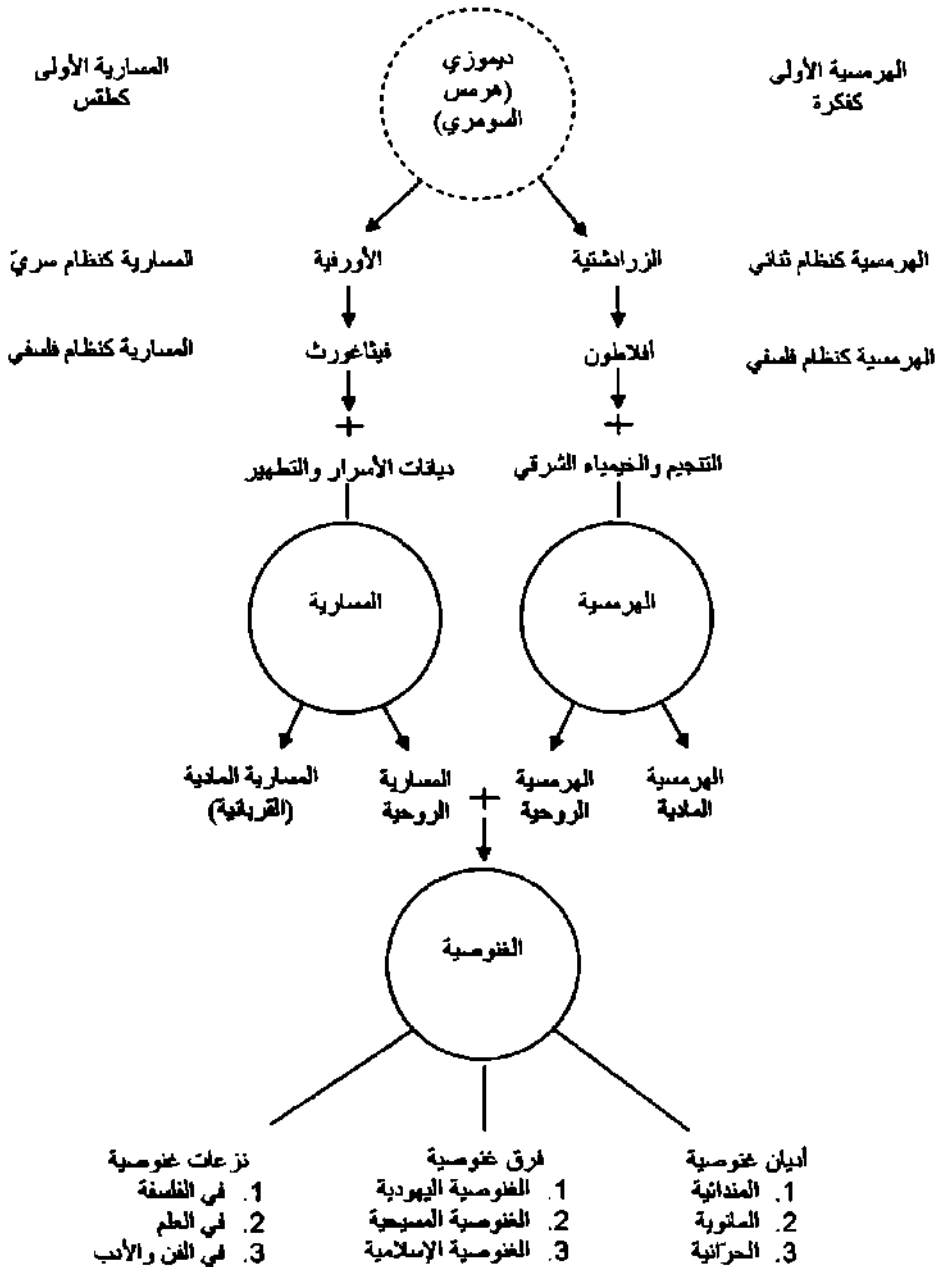 الهرمسية الأولى
كفكرة
ديموزي
(هرمس
السومري)
المسارية الأولى
كطقس
الهرمسية كنظام ثنائي
الزرادشتية
الأورفية
المسارية كنظام سريّ
الهرمسية كنظام فلسفي
أفلاطون
فيثاغورث
المسارية كنظام فلسفي
+
+
التنجيم والخيمياء الشرقي
ديانات الأسرار والتطهير
الهرمسية
المسارية
الهرمسية
المادية
الهرمسية
الروحية
+
المسارية
الروحية
المسارية المادية
(القربانية)
الغنوصية
أديان غنوصية
1. المندائية
2. المانوية
3. الحرّانية
فرق غنوصية
1. الغنوصية اليهودية
2. الغنوصية المسيحية
3. الغنوصية الإسلامية
نزعات غنوصية
1. في الفلسفة
2. في العلم
3. في الفن والأدب